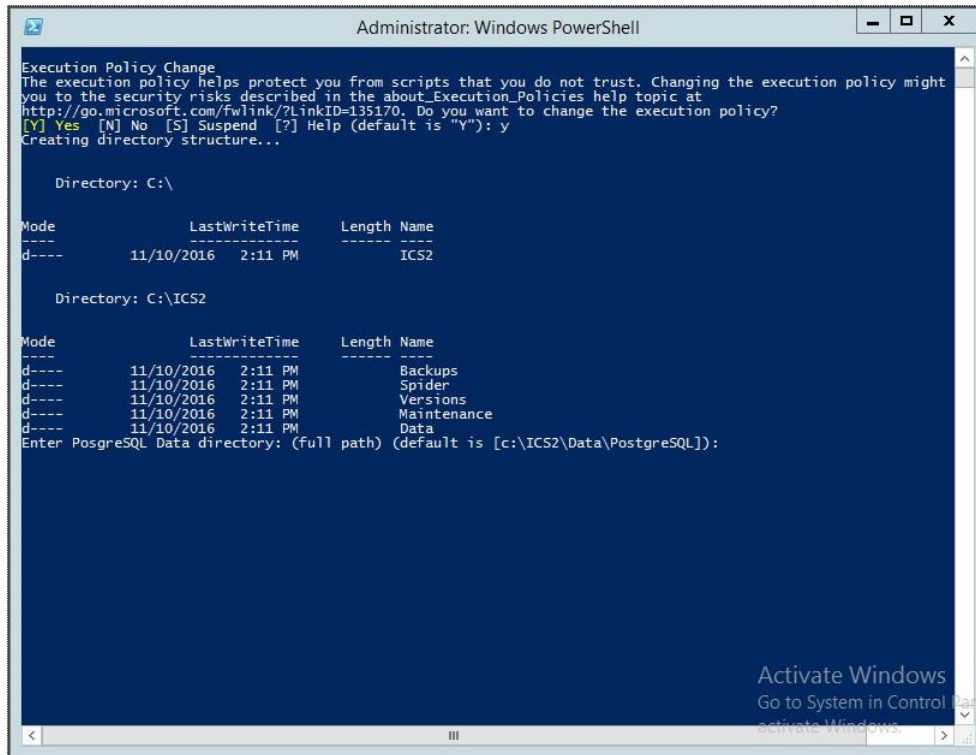 Administrator: Windows PowerShell
Execution Policy Change
The execution policy helps protect you from scripts that you do not trust. Changing the execution policy might
you to the security risks described in the about_Execution_Policies help topic at
http://go.microsoft.com/fwlink/?LinkID=135170. Do you want to change the execution policy?
[Y] Yes  [N] No  [S] Suspend  [?] Help (default is "Y"): y
Creating directory structure...
Directory: C:\
Mode LastWriteTime Length Name
---- ------------- ------ ----
d---- 11/10/2016 2:11 PM ICS2
Directory: C:\ICS2
Mode LastWriteTime Length Name
---- ------------- ------ ----
d---- 11/10/2016 2:11 PM Backups
d---- 11/10/2016 2:11 PM Spider
d---- 11/10/2016 2:11 PM Versions
d---- 11/10/2016 2:11 PM Maintenance
d---- 11/10/2016 2:11 PM Data
Enter PosgreSQL Data directory: (full path) (default is [c:\ICS2\Data\PostgreSQL]):
Activate Windows
Go to System in Control Pan
activate Windows.